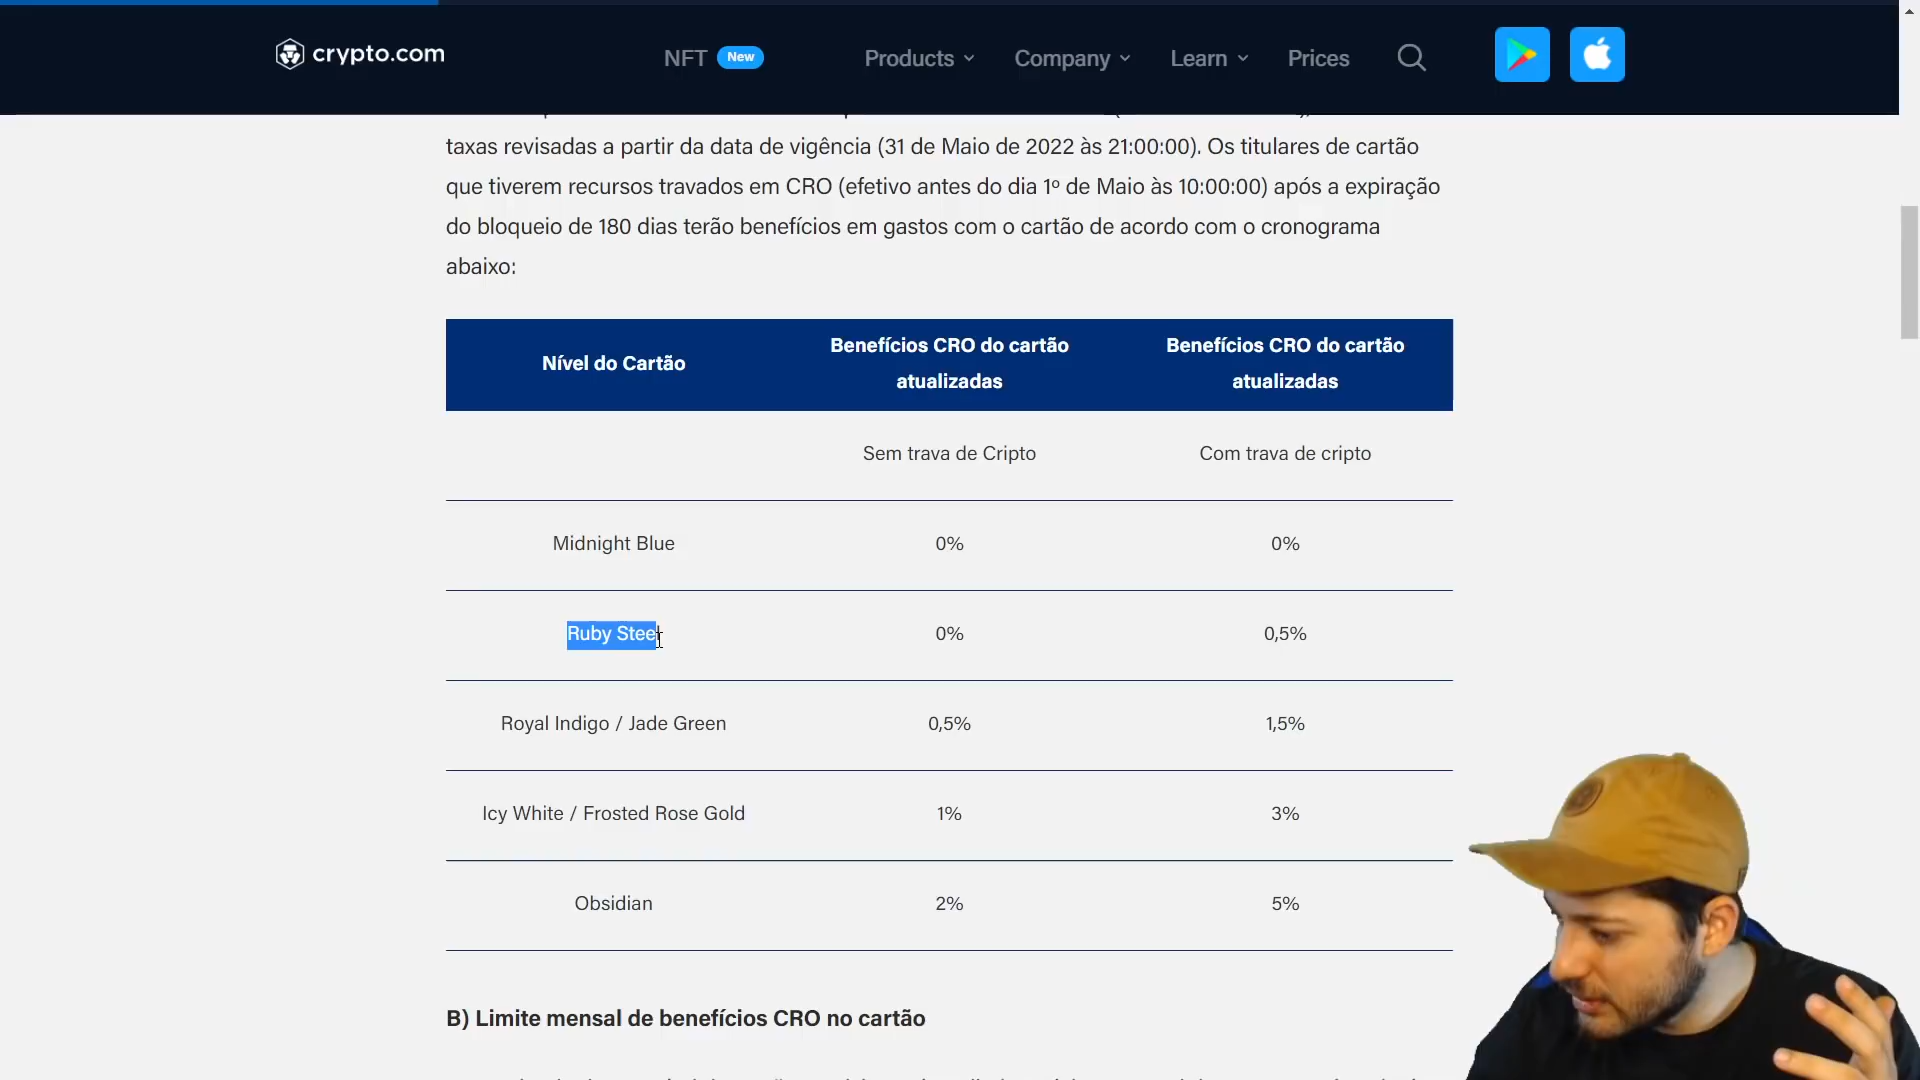 crypto.com
NFT New Products Company Learn Prices
taxas revisadas a partir da data de vigência (31 de Maio de 2022 às 21:00:00). Os titulares de cartão
que tiverem recursos travados em CRO (efetivo antes do dia 1º de Maio às 10:00:00) após a expiração
do bloqueio de 180 dias terão benefícios em gastos com o cartão de acordo com o cronograma
abaixo:
Nível do Cartão
Benefícios CRO do cartão
atualizadas
Benefícios CRO do cartão
atualizadas
Sem trava de Cripto Com trava de cripto
Midnight Blue 0% 0%
Ruby Steel 0% 0,5%
Royal Indigo / Jade Green 0,5% 1,5%
Icy White / Frosted Rose Gold 1% 3%
Obsidian 2% 5%
B) Limite mensal de benefícios CRO no cartão